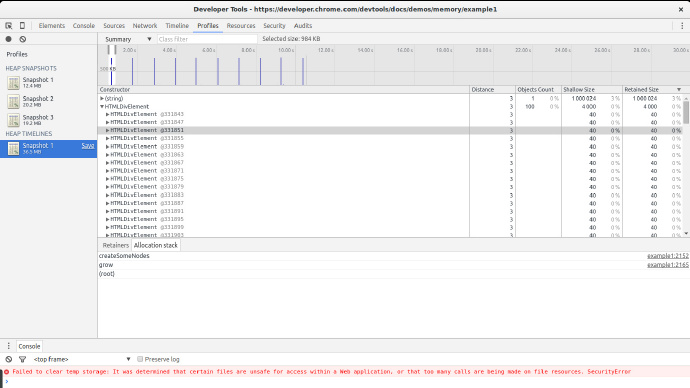 Developer Tools - https://developer.chrome.com/devtools/docs/demos/memory/example1
Elements Console Sources Network Timeline Profiles Resources Security Audits
Profiles
HEAP SNAPSHOTS
Snapshot 1
12.4 MB
Snapshot 2
20.2 MB
Snapshot 3
19.2 MB
HEAP TIMELINES
Snapshot 1 Save
30.5 MB
Summary Class filter Selected size: 984 KB
2.00 s 4.00 s 6.00 s 8.00 s 10.00 s 12.00 s 14.00 s 16.00 s 18.00 s 20.00 s 22.00 s 24.00 s 26.00 s 28.00 s 30.00 s
500 KB
Constructor Distance Objects Count Shallow Size Retained Size
(string) 3 1 0% 1 000 024 3% 1 000 024 3%
HTMLDivElement 3 100 0% 4 000 0% 4 000 0%
HTMLDivElement @331843 3 40 0% 40 0%
HTMLDivElement @331847 3 40 0% 40 0%
HTMLDivElement @331851 3 40 0% 40 0%
HTMLDivElement @331855 3 40 0% 40 0%
HTMLDivElement @331859 3 40 0% 40 0%
HTMLDivElement @331863 3 40 0% 40 0%
HTMLDivElement @331867 3 40 0% 40 0%
HTMLDivElement @331871 3 40 0% 40 0%
HTMLDivElement @331875 3 40 0% 40 0%
HTMLDivElement @331879 3 40 0% 40 0%
HTMLDivElement @331883 3 40 0% 40 0%
HTMLDivElement @331887 3 40 0% 40 0%
HTMLDivElement @331891 3 40 0% 40 0%
HTMLDivElement @331895 3 40 0% 40 0%
HTMLDivElement @331899 3 40 0% 40 0%
HTMLDivElement @331903 3 40 0% 40 0%
Retainers Allocation stack
createSomeNodes example1:2152
grow example1:2165
(root)
Console
<top frame> Preserve log
Failed to clear temp storage: It was determined that certain files are unsafe for access within a Web application, or that too many calls are being made on file resources. SecurityError